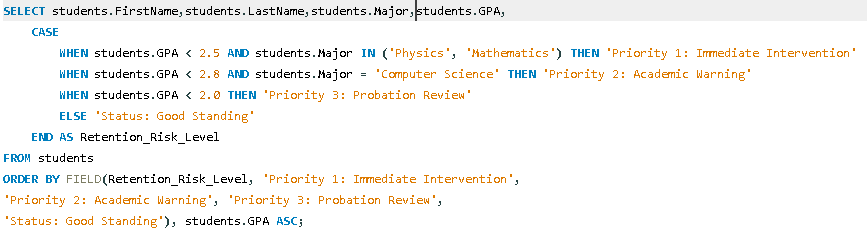 SELECT students.FirstName,students.LastName,students.Major,students.GPA,
CASE
WHEN students.GPA < 2.5 AND students.Major IN ('Physics', 'Mathematics') THEN 'Priority 1: Immediate Intervention'
WHEN students.GPA < 2.8 AND students.Major = 'Computer Science' THEN 'Priority 2: Academic Warning'
WHEN students.GPA < 2.0 THEN 'Priority 3: Probation Review'
ELSE 'Status: Good Standing'
END AS Retention_Risk_Level
FROM students
ORDER BY FIELD(Retention_Risk_Level, 'Priority 1: Immediate Intervention',
'Priority 2: Academic Warning', 'Priority 3: Probation Review',
'Status: Good Standing'), students.GPA ASC;